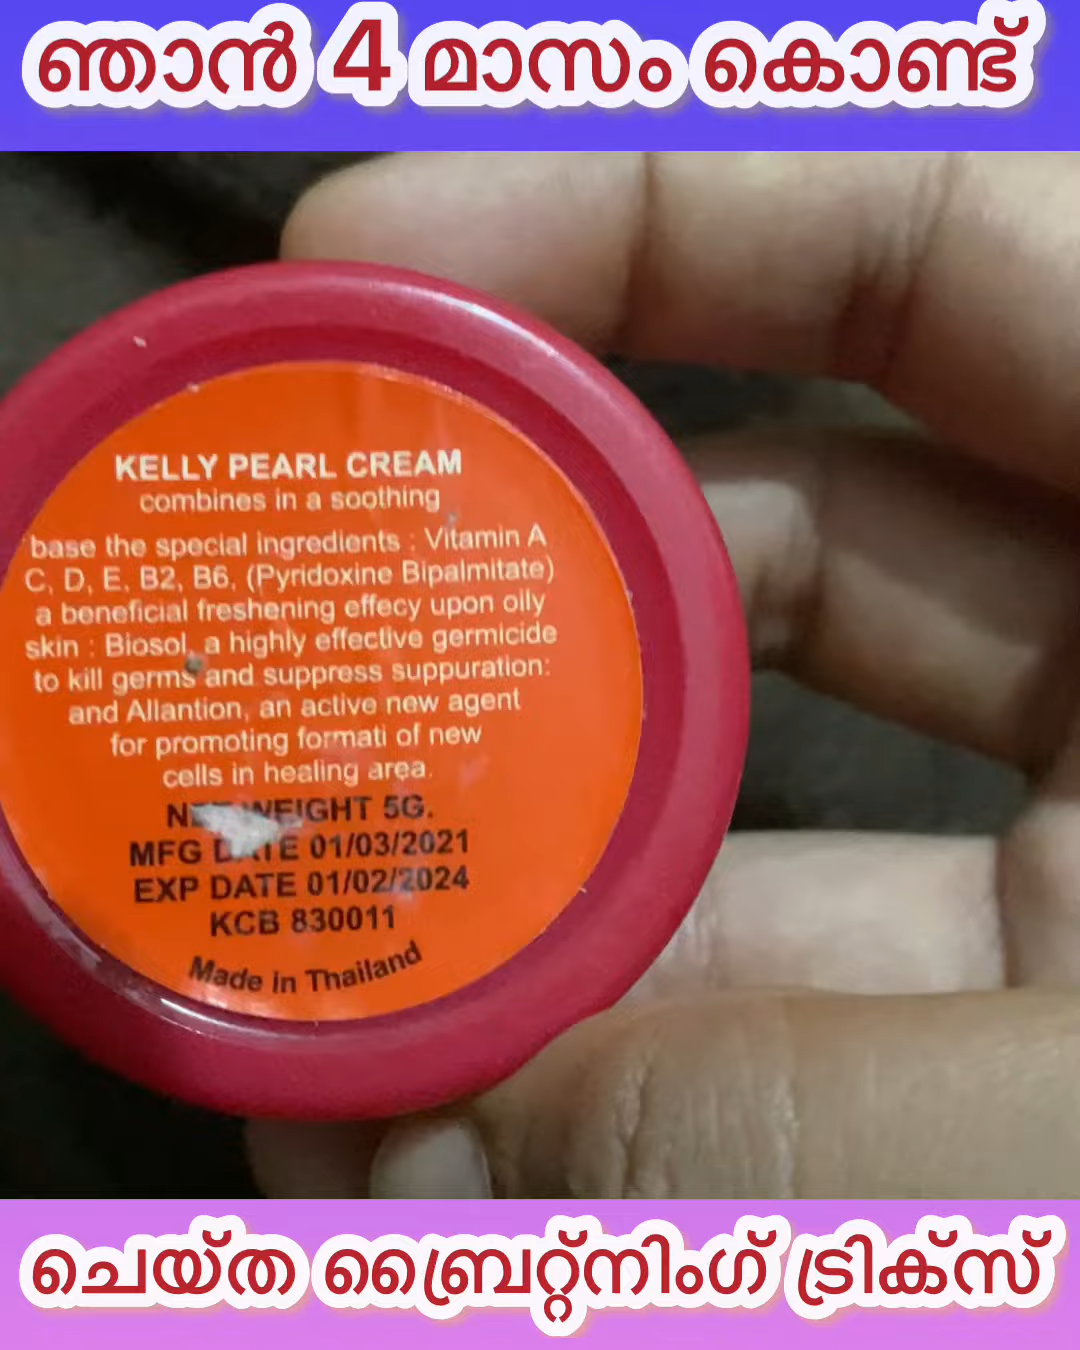 ഞാൻ 4 മാസം കൊണ്ട്
KELLY PEARL CREAM
combines in a soothing
base the special ingredients : Vitamin A
C, D, E, B2, B6, (Pyridoxine Bipalmitate)
a beneficial freshening effecy upon oily
skin : Biosol, a highly effective germicide
to kill germs and suppress suppuration:
and Allantion, an active new agent
for promoting formati of new
cells in healing area.
NET WEIGHT 5G.
MFG DATE 01/03/2021
EXP DATE 01/02/2024
KCB 830011
Made in Thailand
ചെയ്ത ബ്രൈറ്റ്നിംഗ് ട്രിക്സ്